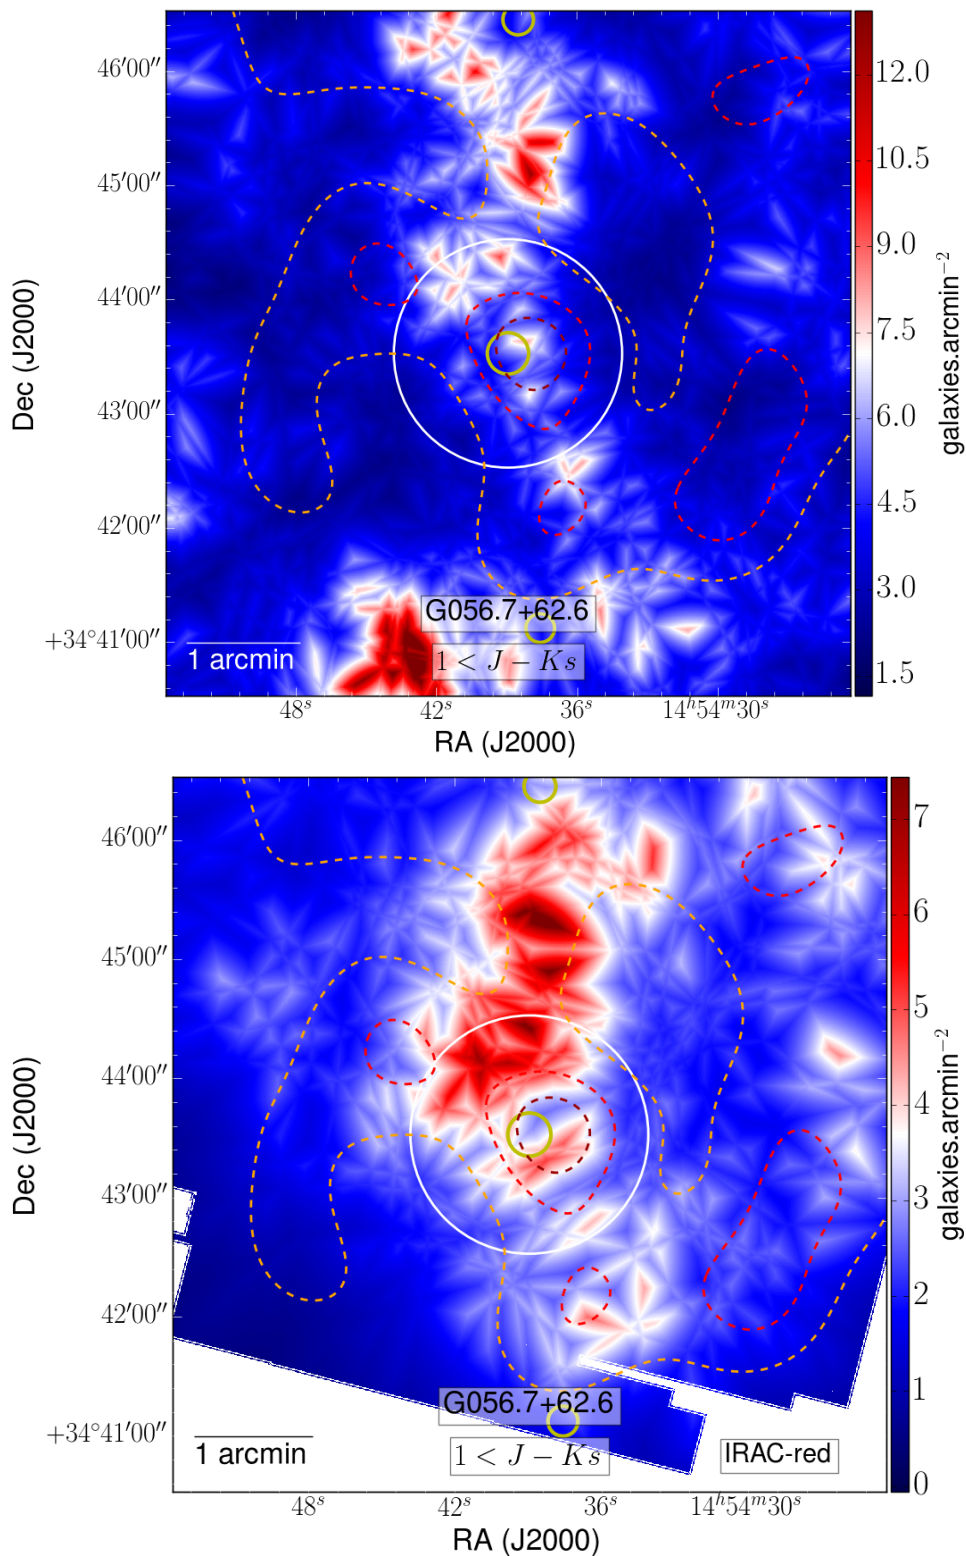 46′00″
45′00″
44′00″
43′00″
42′00″
+34°41′00″
Dec (J2000)
G056.7+62.6
1 < J − Ks
1 arcmin
48ˢ 42ˢ 36ˢ 14ʰ54ᵐ30ˢ
RA (J2000)
12.0
10.5
9.0
7.5
6.0
4.5
3.0
1.5
galaxies.arcmin⁻²
46′00″
45′00″
44′00″
43′00″
42′00″
+34°41′00″
Dec (J2000)
G056.7+62.6
1 < J − Ks
1 arcmin
IRAC-red
48ˢ 42ˢ 36ˢ 14ʰ54ᵐ30ˢ
RA (J2000)
7
6
5
4
3
2
1
0
galaxies.arcmin⁻²